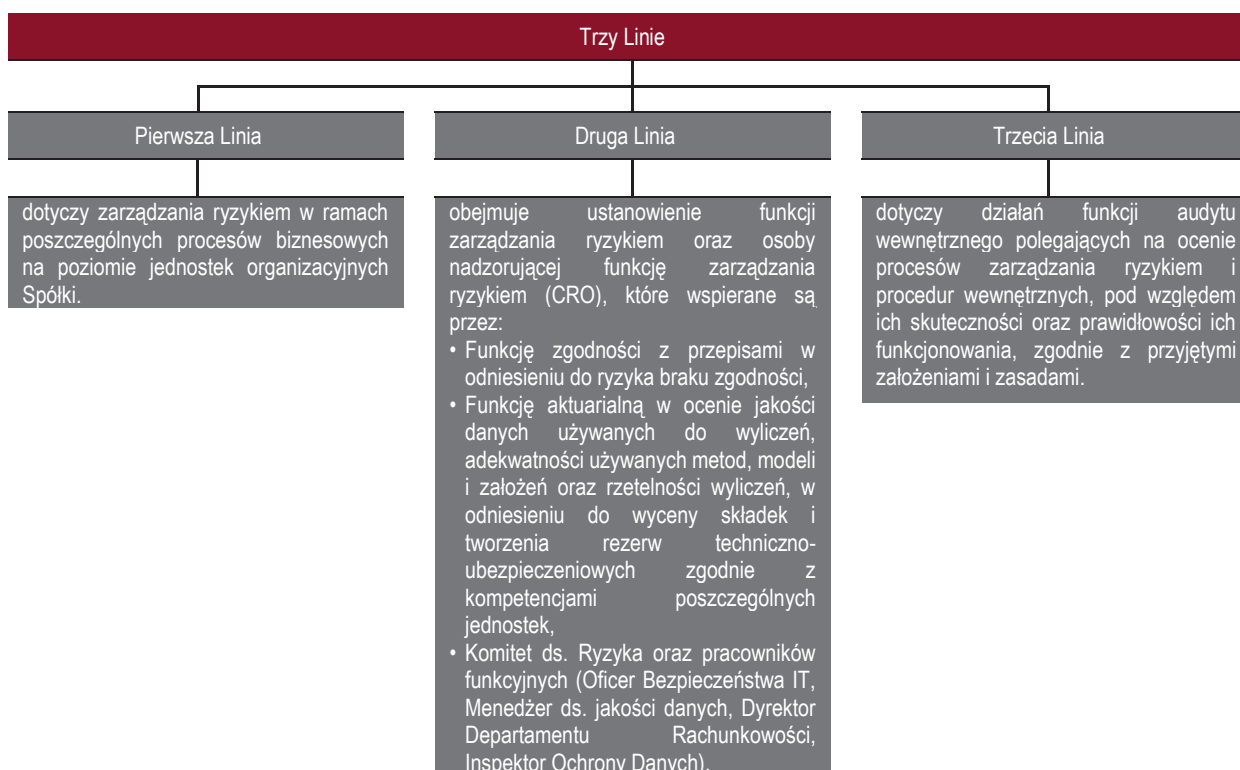 Trzy Linie
Pierwsza Linia
dotyczy zarządzania ryzykiem w ramach
poszczególnych procesów biznesowych
na poziomie jednostek organizacyjnych
Spółki.
Druga Linia
obejmuje ustanowienie funkcji
zarządzania ryzykiem oraz osoby
nadzorującej funkcję zarządzania
ryzykiem (CRO), które wspierane są
przez:
• Funkcję zgodności z przepisami w
odniesieniu do ryzyka braku zgodności,
• Funkcję aktuarialną w ocenie jakości
danych używanych do wyliczeń,
adekwatności używanych metod, modeli
i założeń oraz rzetelności wyliczeń, w
odniesieniu do wyceny składek i
tworzenia rezerw techniczno-
ubezpieczeniowych zgodnie z
kompetencjami poszczególnych
jednostek,
• Komitet ds. Ryzyka oraz pracowników
funkcyjnych (Oficer Bezpieczeństwa IT,
Menedżer ds. jakości danych, Dyrektor
Departamentu Rachunkowości,
Inspektor Ochrony Danych).
Trzecia Linia
dotyczy działań funkcji audytu
wewnętrznego polegających na ocenie
procesów zarządzania ryzykiem i
procedur wewnętrznych, pod względem
ich skuteczności oraz prawidłowości ich
funkcjonowania, zgodnie z przyjętymi
założeniami i zasadami.